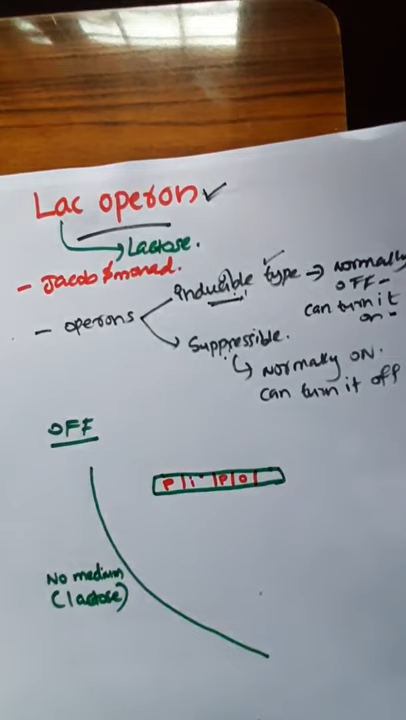 Lac operon
Lactose.
- Jacob & monad.
- operons
Inducible type → normally
OFF -
can turn it
on -
Suppressible.
normally ON.
can turn it off
OFF
P i P O
No medium
(lactose)